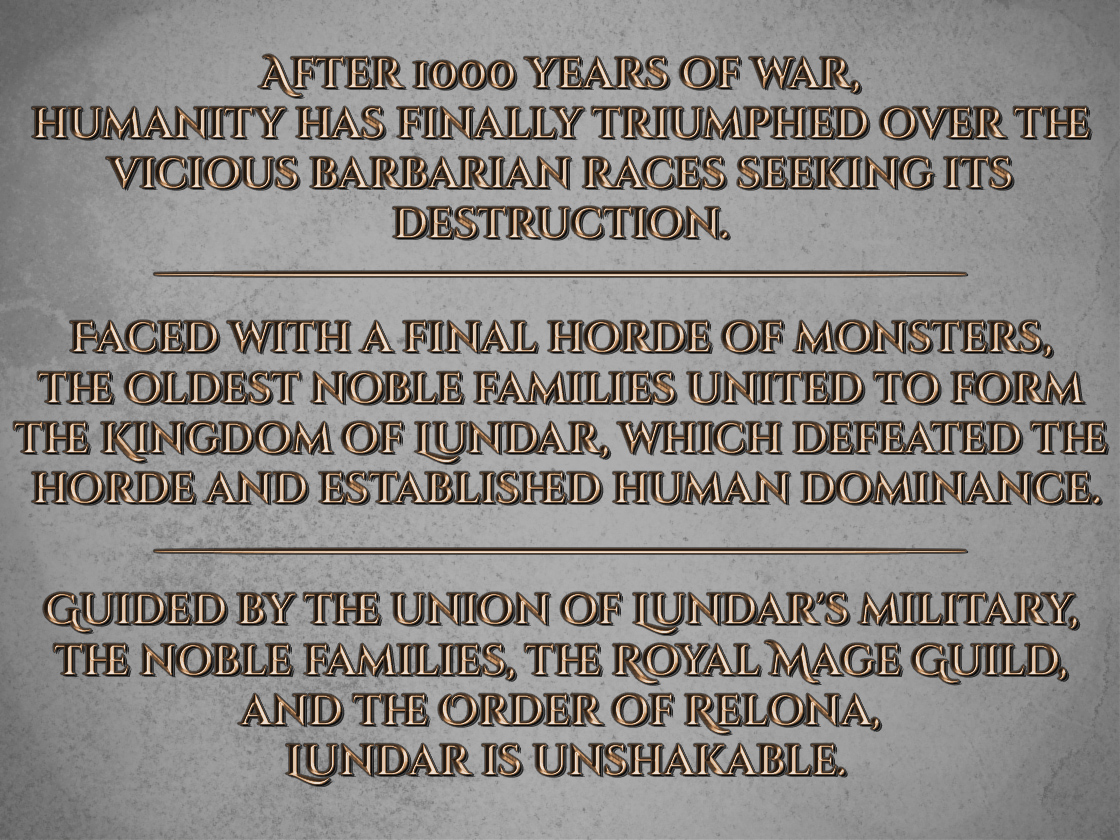 After 1000 years of war,
humanity has finally triumphed over the
vicious barbarian races seeking its
destruction.
Faced with a final horde of monsters,
the oldest noble families united to form
the Kingdom of Lundar, which defeated the
horde and established human dominance.
Guided by the union of Lundar's military,
the noble families, the Royal Mage Guild,
and the Order of Relona,
Lundar is unshakable.